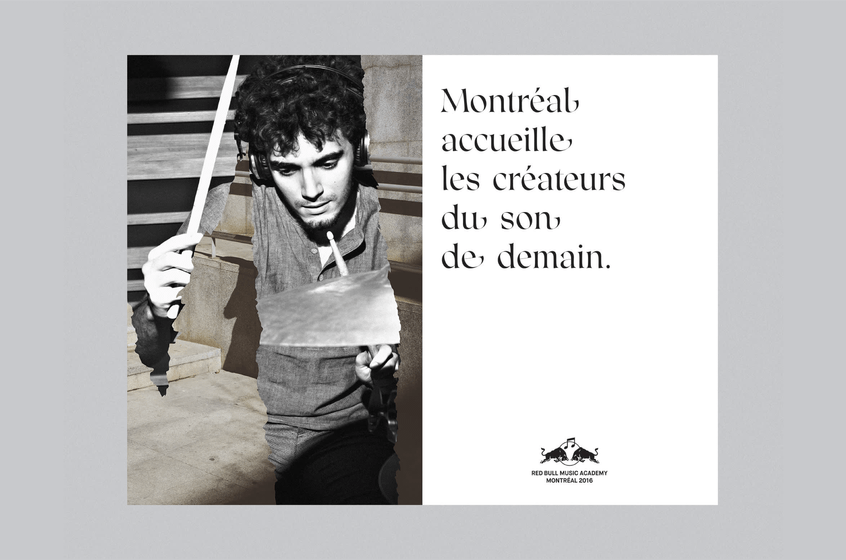 Montréal
accueille
les créateurs
du son
de demain.
RED BULL MUSIC ACADEMY
MONTRÉAL 2016